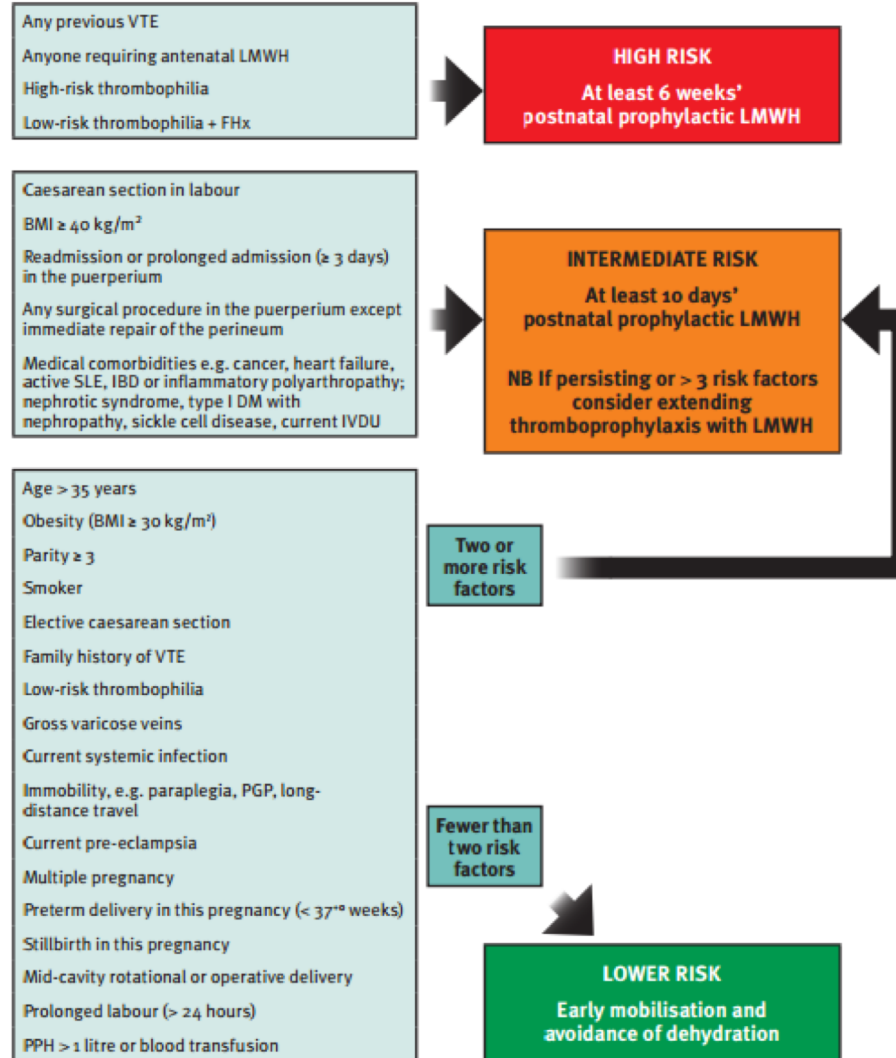 Any previous VTE
Anyone requiring antenatal LMWH
High-risk thrombophilia
Low-risk thrombophilia + FHx
HIGH RISK
At least 6 weeks'
postnatal prophylactic LMWH
Caesarean section in labour
BMI ≥ 40 kg/m²
Readmission or prolonged admission (≥ 3 days)
in the puerperium
Any surgical procedure in the puerperium except
immediate repair of the perineum
Medical comorbidities e.g. cancer, heart failure,
active SLE, IBD or inflammatory polyarthropathy;
nephrotic syndrome, type I DM with
nephropathy, sickle cell disease, current IVDU
INTERMEDIATE RISK
At least 10 days'
postnatal prophylactic LMWH
NB If persisting or > 3 risk factors
consider extending
thromboprophylaxis with LMWH
Age > 35 years
Obesity (BMI ≥ 30 kg/m²)
Parity ≥ 3
Smoker
Elective caesarean section
Family history of VTE
Low-risk thrombophilia
Gross varicose veins
Current systemic infection
Immobility, e.g. paraplegia, PGP, long-
distance travel
Current pre-eclampsia
Multiple pregnancy
Preterm delivery in this pregnancy (< 37⁺⁰ weeks)
Stillbirth in this pregnancy
Mid-cavity rotational or operative delivery
Prolonged labour (> 24 hours)
PPH > 1 litre or blood transfusion
Two or
more risk
factors
Fewer than
two risk
factors
LOWER RISK
Early mobilisation and
avoidance of dehydration